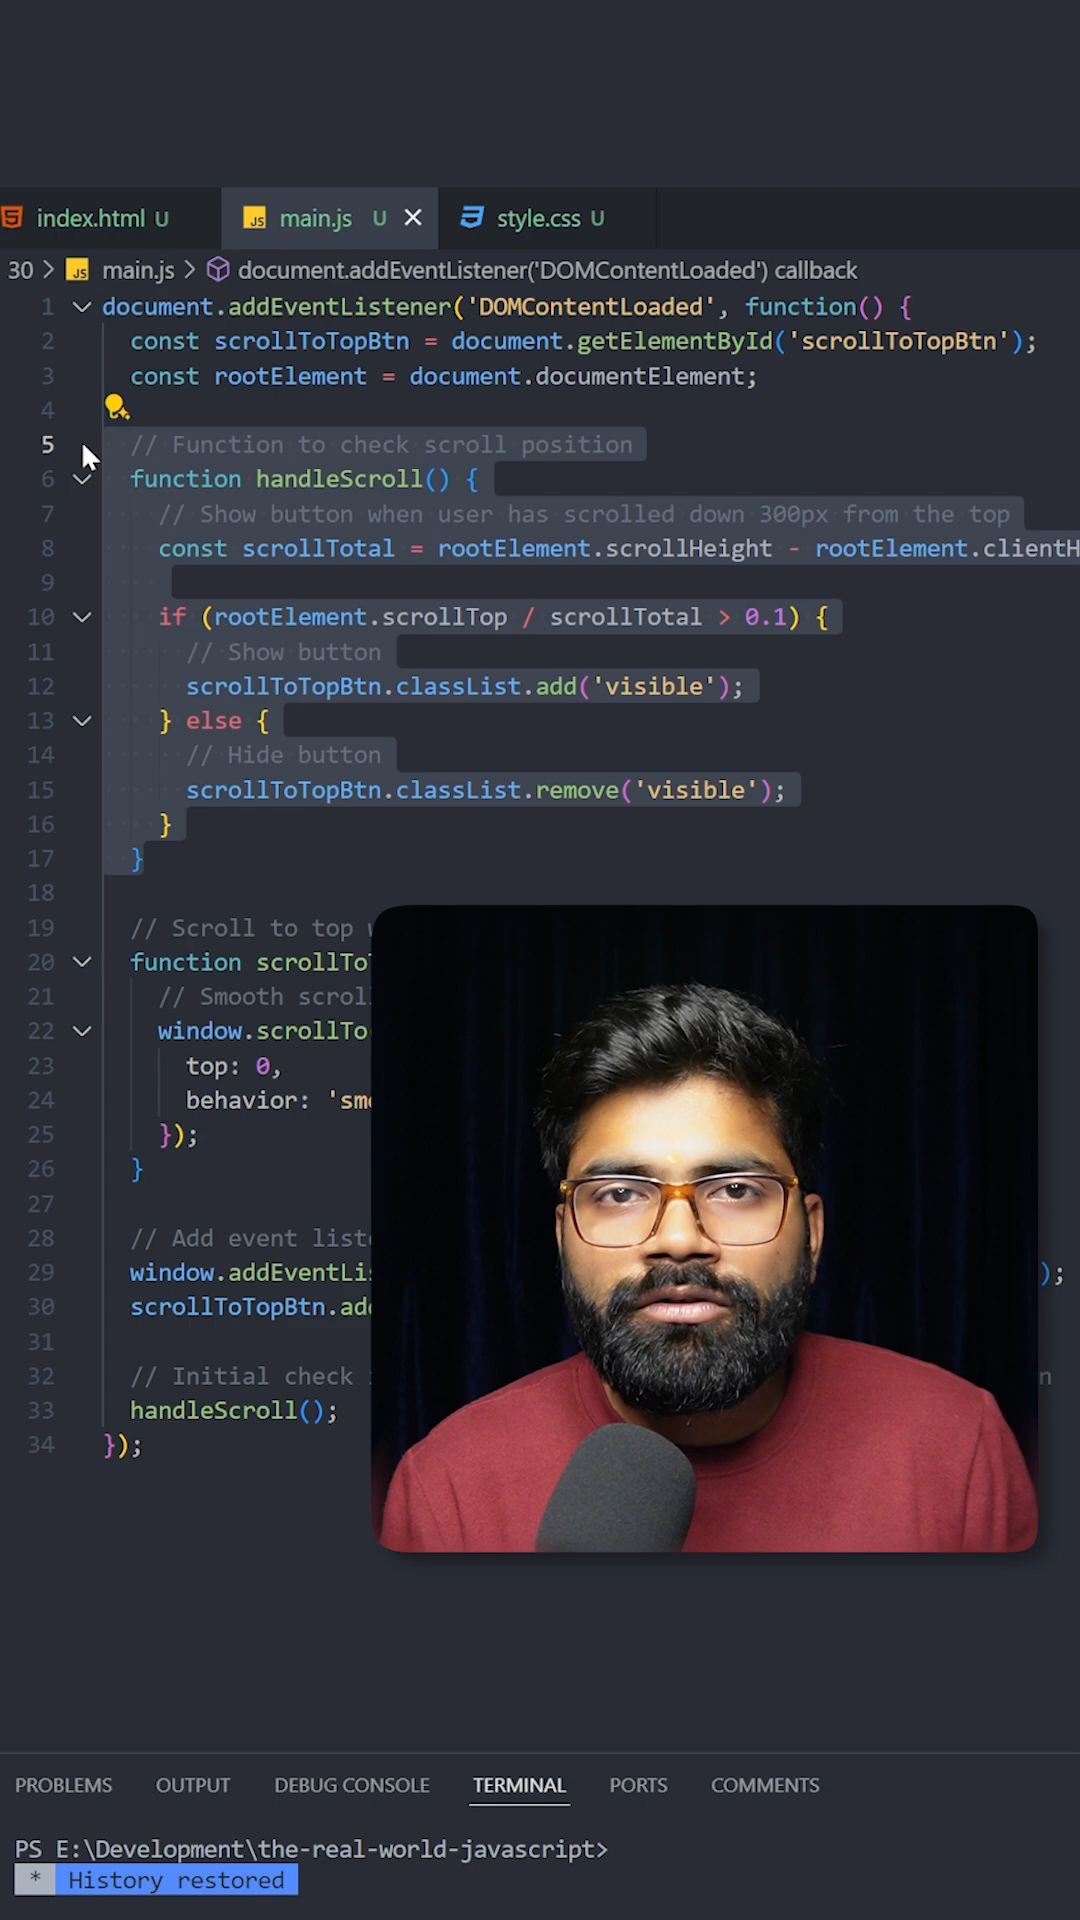 index.html U
main.js U
style.css U
30 > main.js > document.addEventListener('DOMContentLoaded') callback
1 document.addEventListener('DOMContentLoaded', function() {
2 const scrollToTopBtn = document.getElementById('scrollToTopBtn');
3 const rootElement = document.documentElement;
4
5 // Function to check scroll position
6 function handleScroll() {
7 // Show button when user has scrolled down 300px from the top
8 const scrollTotal = rootElement.scrollHeight - rootElement.clientH
9
10 if (rootElement.scrollTop / scrollTotal > 0.1) {
11 // Show button
12 scrollToTopBtn.classList.add('visible');
13 } else {
14 // Hide button
15 scrollToTopBtn.classList.remove('visible');
16 }
17 }
18
19 // Scroll to top
20 function scrollTo
21 // Smooth scrol
22 window.scrollTo
23 top: 0,
24 behavior: 'smo
25 });
26 }
27
28 // Add event list
29 window.addEventLis );
30 scrollToTopBtn.add
31
32 // Initial check n
33 handleScroll();
34 });
PROBLEMS OUTPUT DEBUG CONSOLE TERMINAL PORTS COMMENTS
PS E:\Development\the-real-world-javascript>
* History restored